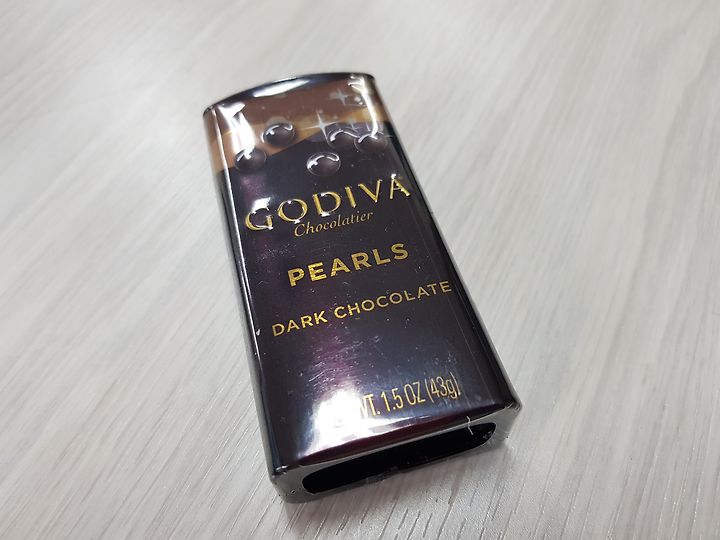 GODIVA
Chocolatier
PEARLS
DARK CHOCOLATE
WT. 1.5 OZ (43g)